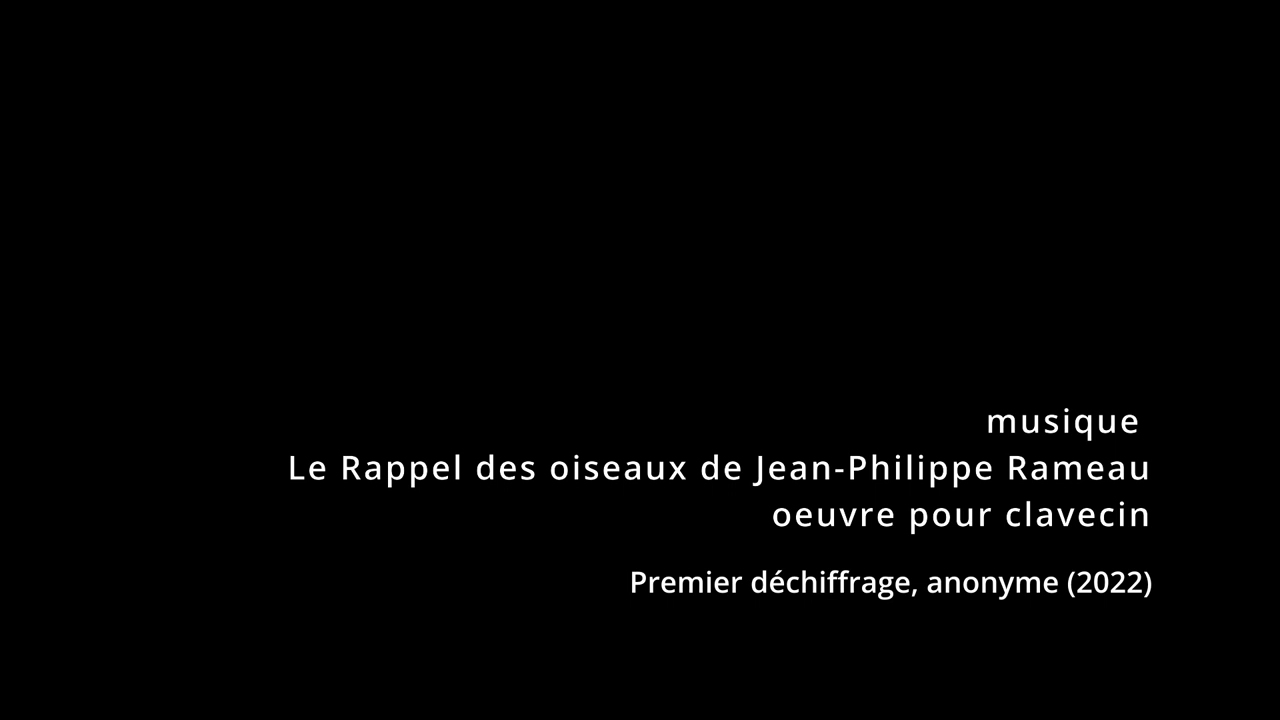 musique
Le Rappel des oiseaux de Jean-Philippe Rameau
oeuvre pour clavecin
Premier déchiffrage, anonyme (2022)